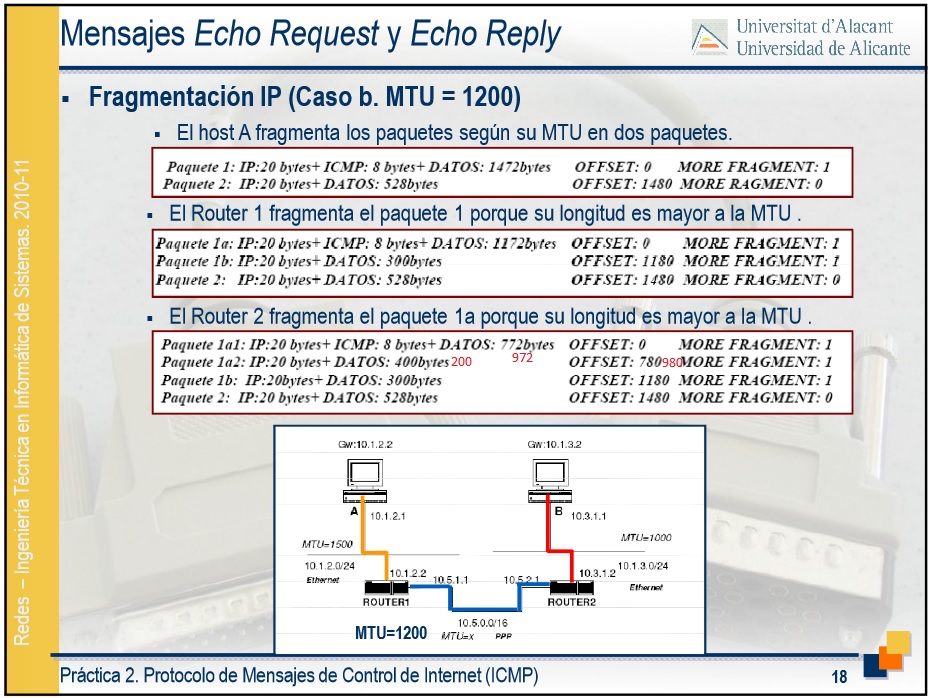 Mensajes Echo Request y Echo Reply
Universitat d'Alacant
Universidad de Alicante
Redes – Ingeniería Técnica en Informática de Sistemas. 2010-11
▪ Fragmentación IP (Caso b. MTU = 1200)
▪ El host A fragmenta los paquetes según su MTU en dos paquetes.
Paquete 1: IP:20 bytes+ ICMP: 8 bytes+ DATOS: 1472bytes OFFSET: 0 MORE FRAGMENT: 1
Paquete 2: IP:20 bytes+ DATOS: 528bytes OFFSET: 1480 MORE RAGMENT: 0
▪ El Router 1 fragmenta el paquete 1 porque su longitud es mayor a la MTU .
Paquete 1a: IP:20 bytes+ ICMP: 8 bytes+ DATOS: 1172bytes OFFSET: 0 MORE FRAGMENT: 1
Paquete 1b: IP:20 bytes+ DATOS: 300bytes OFFSET: 1180 MORE FRAGMENT: 1
Paquete 2: IP:20 bytes+ DATOS: 528bytes OFFSET: 1480 MORE FRAGMENT: 0
▪ El Router 2 fragmenta el paquete 1a porque su longitud es mayor a la MTU .
Paquete 1a1: IP:20 bytes+ ICMP: 8 bytes+ DATOS: 772bytes OFFSET: 0 MORE FRAGMENT: 1
972
Paquete 1a2: IP:20 bytes+ DATOS: 400bytes 200 OFFSET: 780 980 MORE FRAGMENT: 1
Paquete 1b: IP:20bytes+ DATOS: 300bytes OFFSET: 1180 MORE FRAGMENT: 1
Paquete 2: IP:20 bytes+ DATOS: 528bytes OFFSET: 1480 MORE FRAGMENT: 0
Gw:10.1.2.2 Gw:10.1.3.2
A 10.1.2.1 B 10.3.1.1
MTU=1500 MTU=1000
10.1.2.0/24 10.1.3.0/24
Ethernet Ethernet
10.1.2.2 10.5.1.1 10.5.2.1 10.3.1.2
ROUTER1 ROUTER2
10.5.0.0/16
MTU=1200 MTU=x PPP
Práctica 2. Protocolo de Mensajes de Control de Internet (ICMP) 18